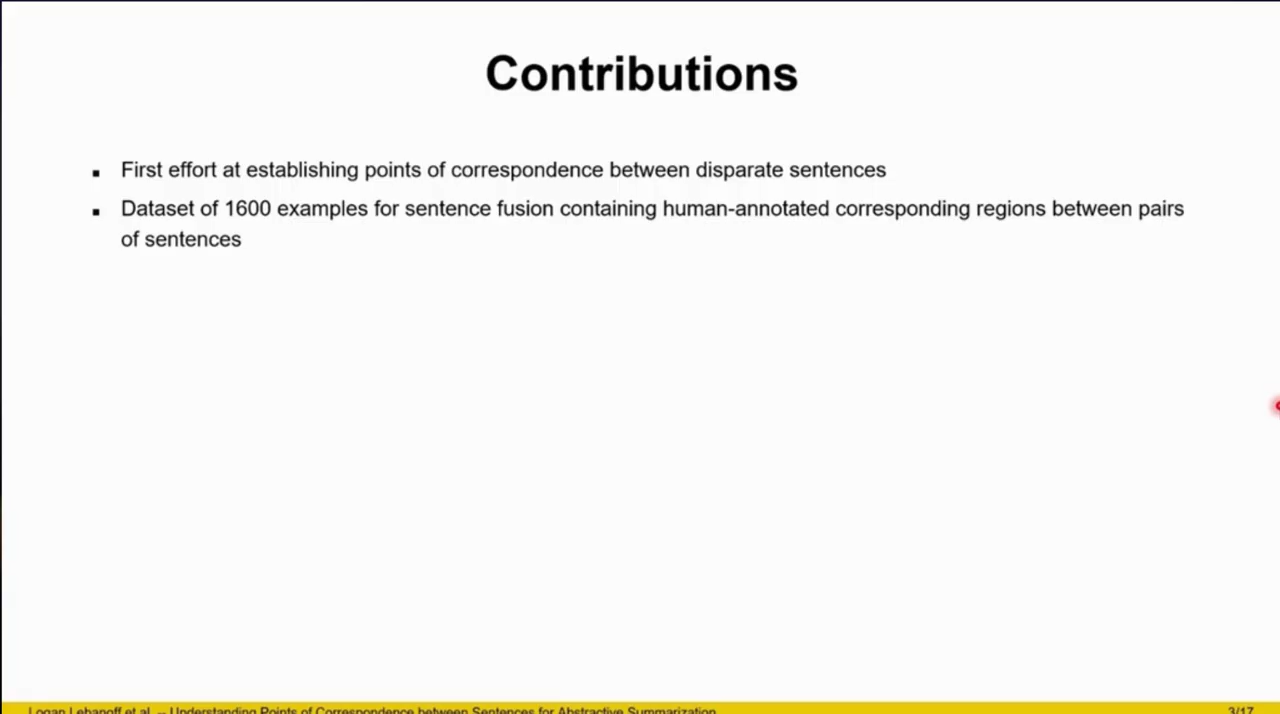 Contributions
▪ First effort at establishing points of correspondence between disparate sentences
▪ Dataset of 1600 examples for sentence fusion containing human-annotated corresponding regions between pairs
of sentences
Logan Lebanoff et al. -- Understanding Points of Correspondence between Sentences for Abstractive Summarization
3/17